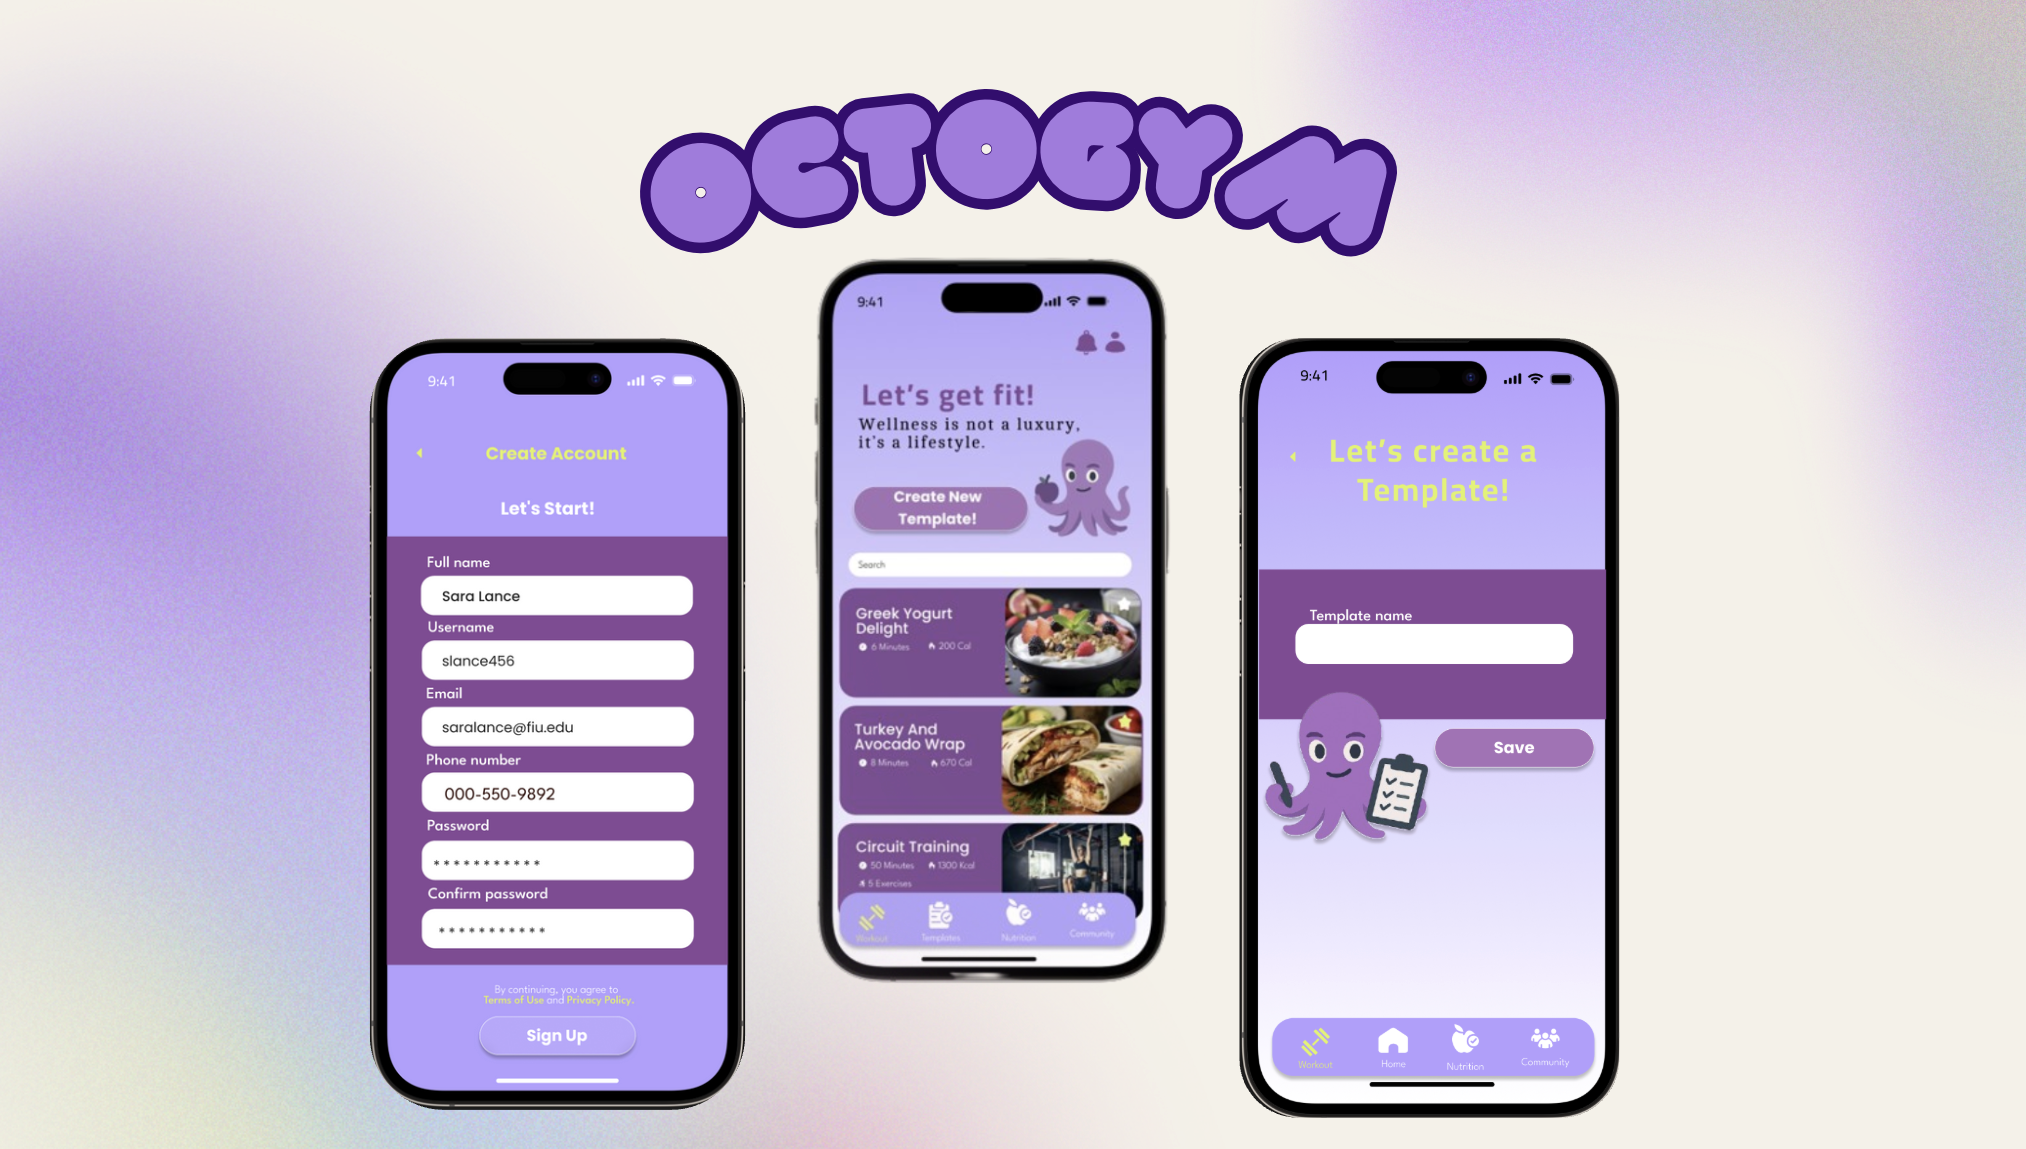 OCTOGYM
9:41
Create Account
Let's Start!
Full name
Sara Lance
Username
slance456
Email
saralance@fiu.edu
Phone number
000-550-9892
Password
***********
Confirm password
***********
By continuing, you agree to
Terms of Use and Privacy Policy.
Sign Up
9:41
Let's get fit!
Wellness is not a luxury,
it's a lifestyle.
Create New
Template!
Search
Greek Yogurt
Delight
6 Minutes 200 Cal
Turkey And
Avocado Wrap
8 Minutes 670 Cal
Circuit Training
50 Minutes 1300 Kcal
5 Exercises
Workout Templates Nutrition Community
9:41
Let's create a
Template!
Template name
Save
Workout Home Nutrition Community